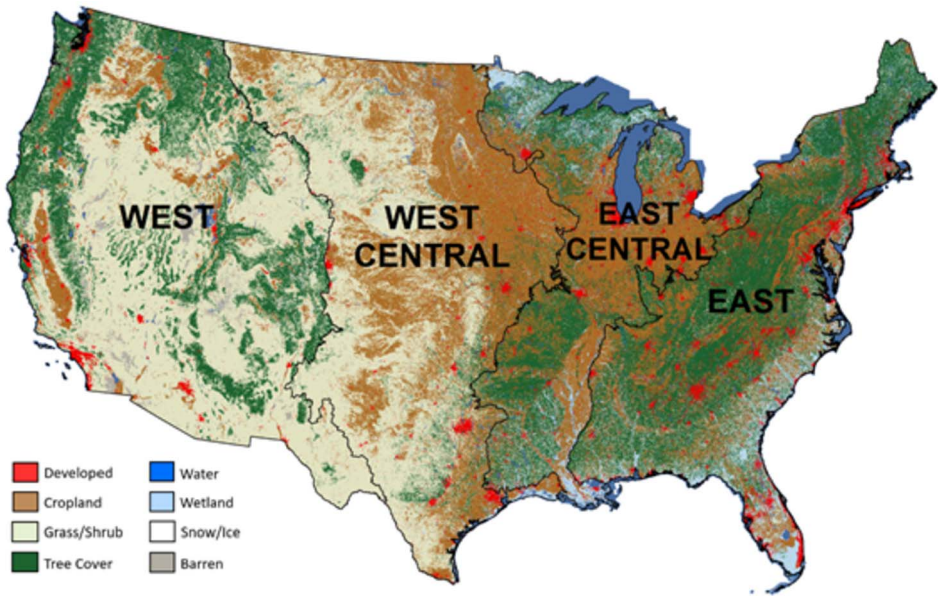 WEST
WEST
CENTRAL
EAST
CENTRAL
EAST
Developed
Cropland
Grass/Shrub
Tree Cover
Water
Wetland
Snow/Ice
Barren